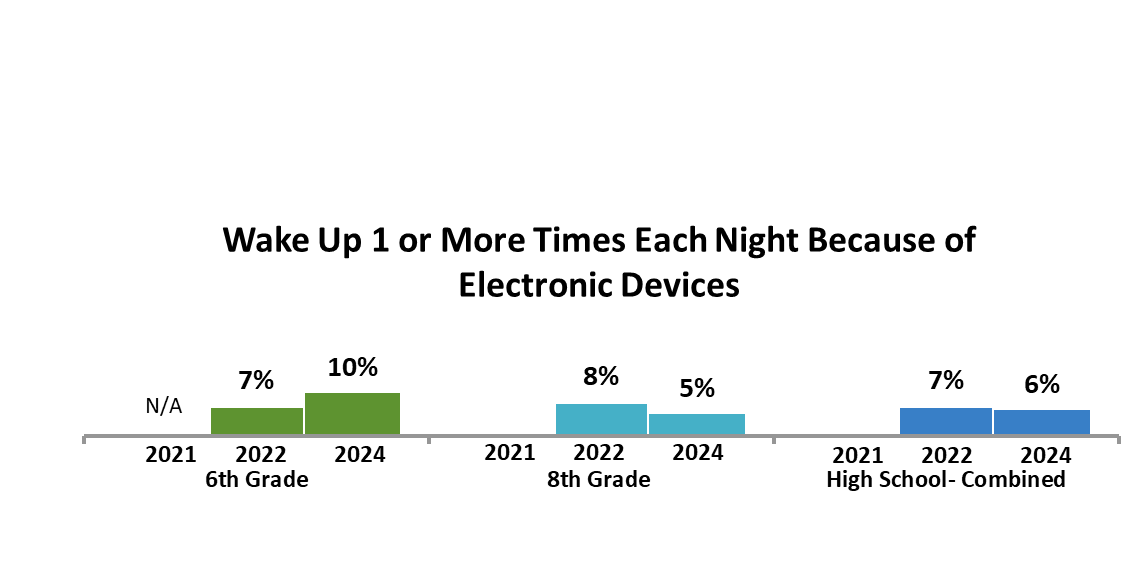 Wake Up 1 or More Times Each Night Because of
Electronic Devices
N/A
7%
10%
8%
5%
7%
6%
2021 2022 2024
6th Grade
2021 2022 2024
8th Grade
2021 2022 2024
High School- Combined